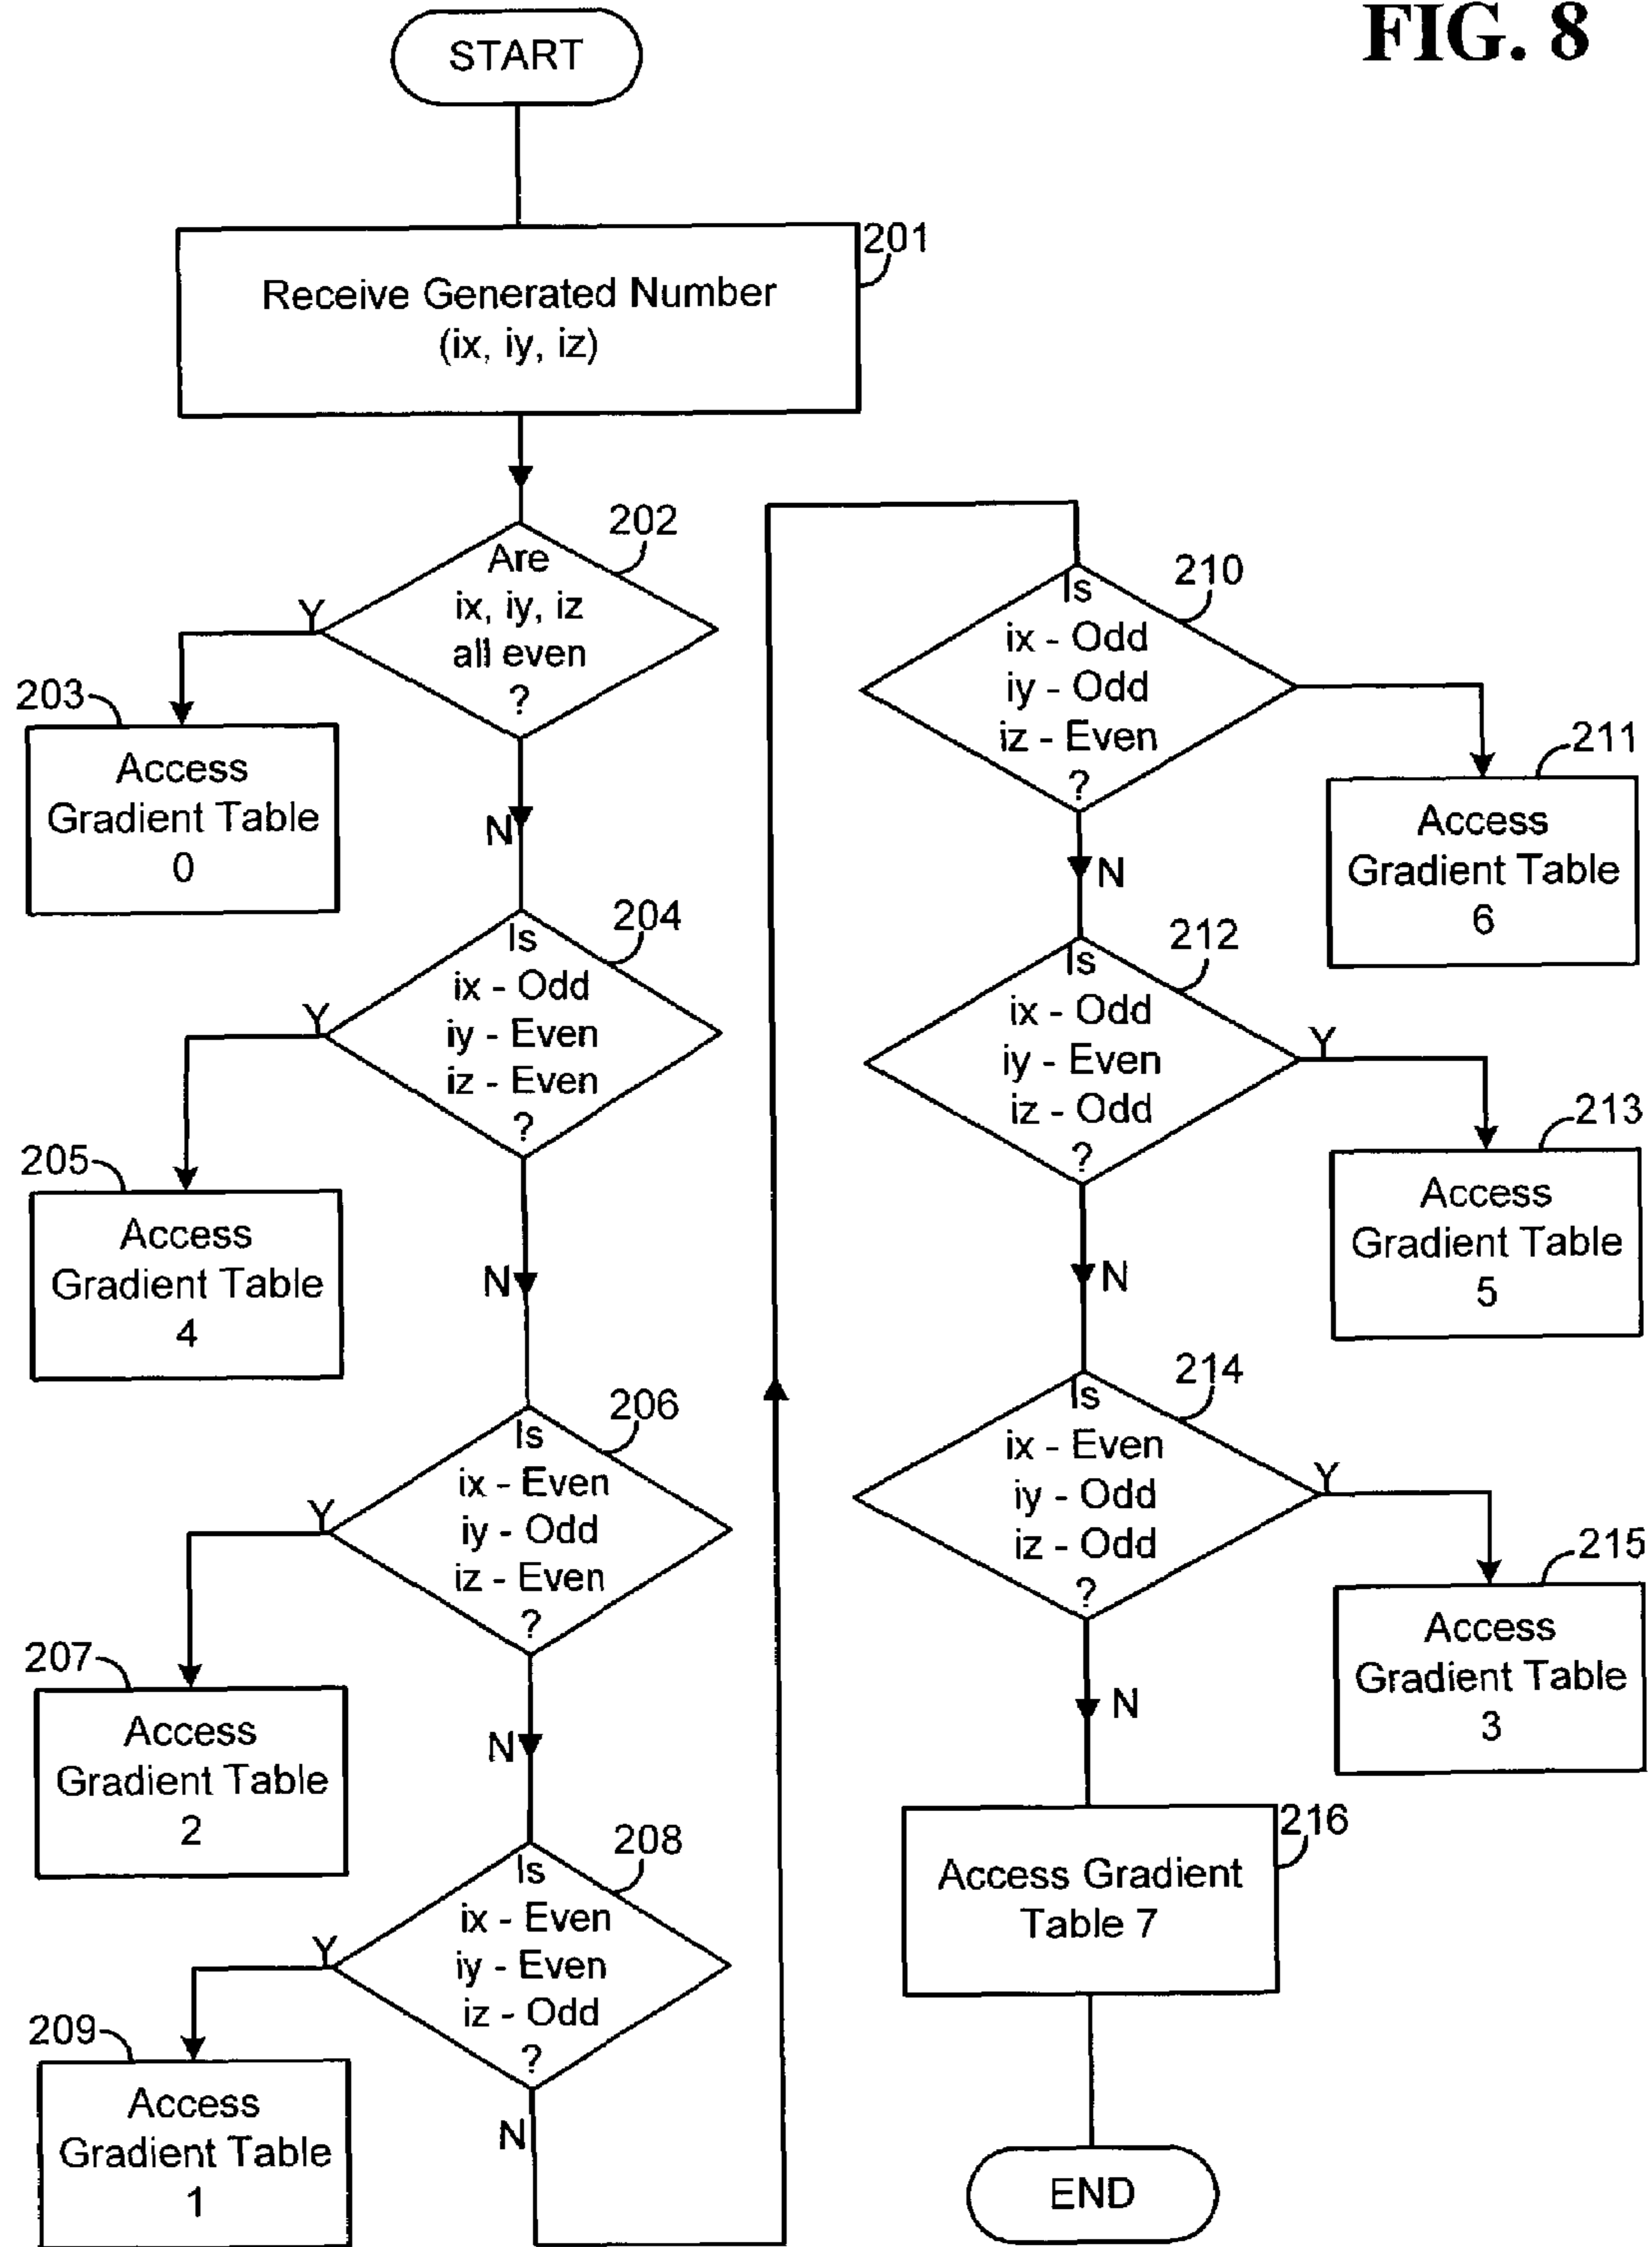 FIG. 8
START
201
Receive Generated Number
(ix, iy, iz)
202
Are
ix, iy, iz
all even
?
Y
203
Access
Gradient Table
0
N
204
Is
ix - Odd
iy - Even
iz - Even
?
Y
205
Access
Gradient Table
4
N
206
Is
ix - Even
iy - Odd
iz - Even
?
Y
207
Access
Gradient Table
2
N
208
Is
ix - Even
iy - Even
iz - Odd
?
Y
209
Access
Gradient Table
1
N
210
Is
ix - Odd
iy - Odd
iz - Even
?
211
Access
Gradient Table
6
N
212
Is
ix - Odd
iy - Even
iz - Odd
?
Y
213
Access
Gradient Table
5
N
214
Is
ix - Even
iy - Odd
iz - Odd
?
Y
215
Access
Gradient Table
3
N
216
Access Gradient
Table 7
END